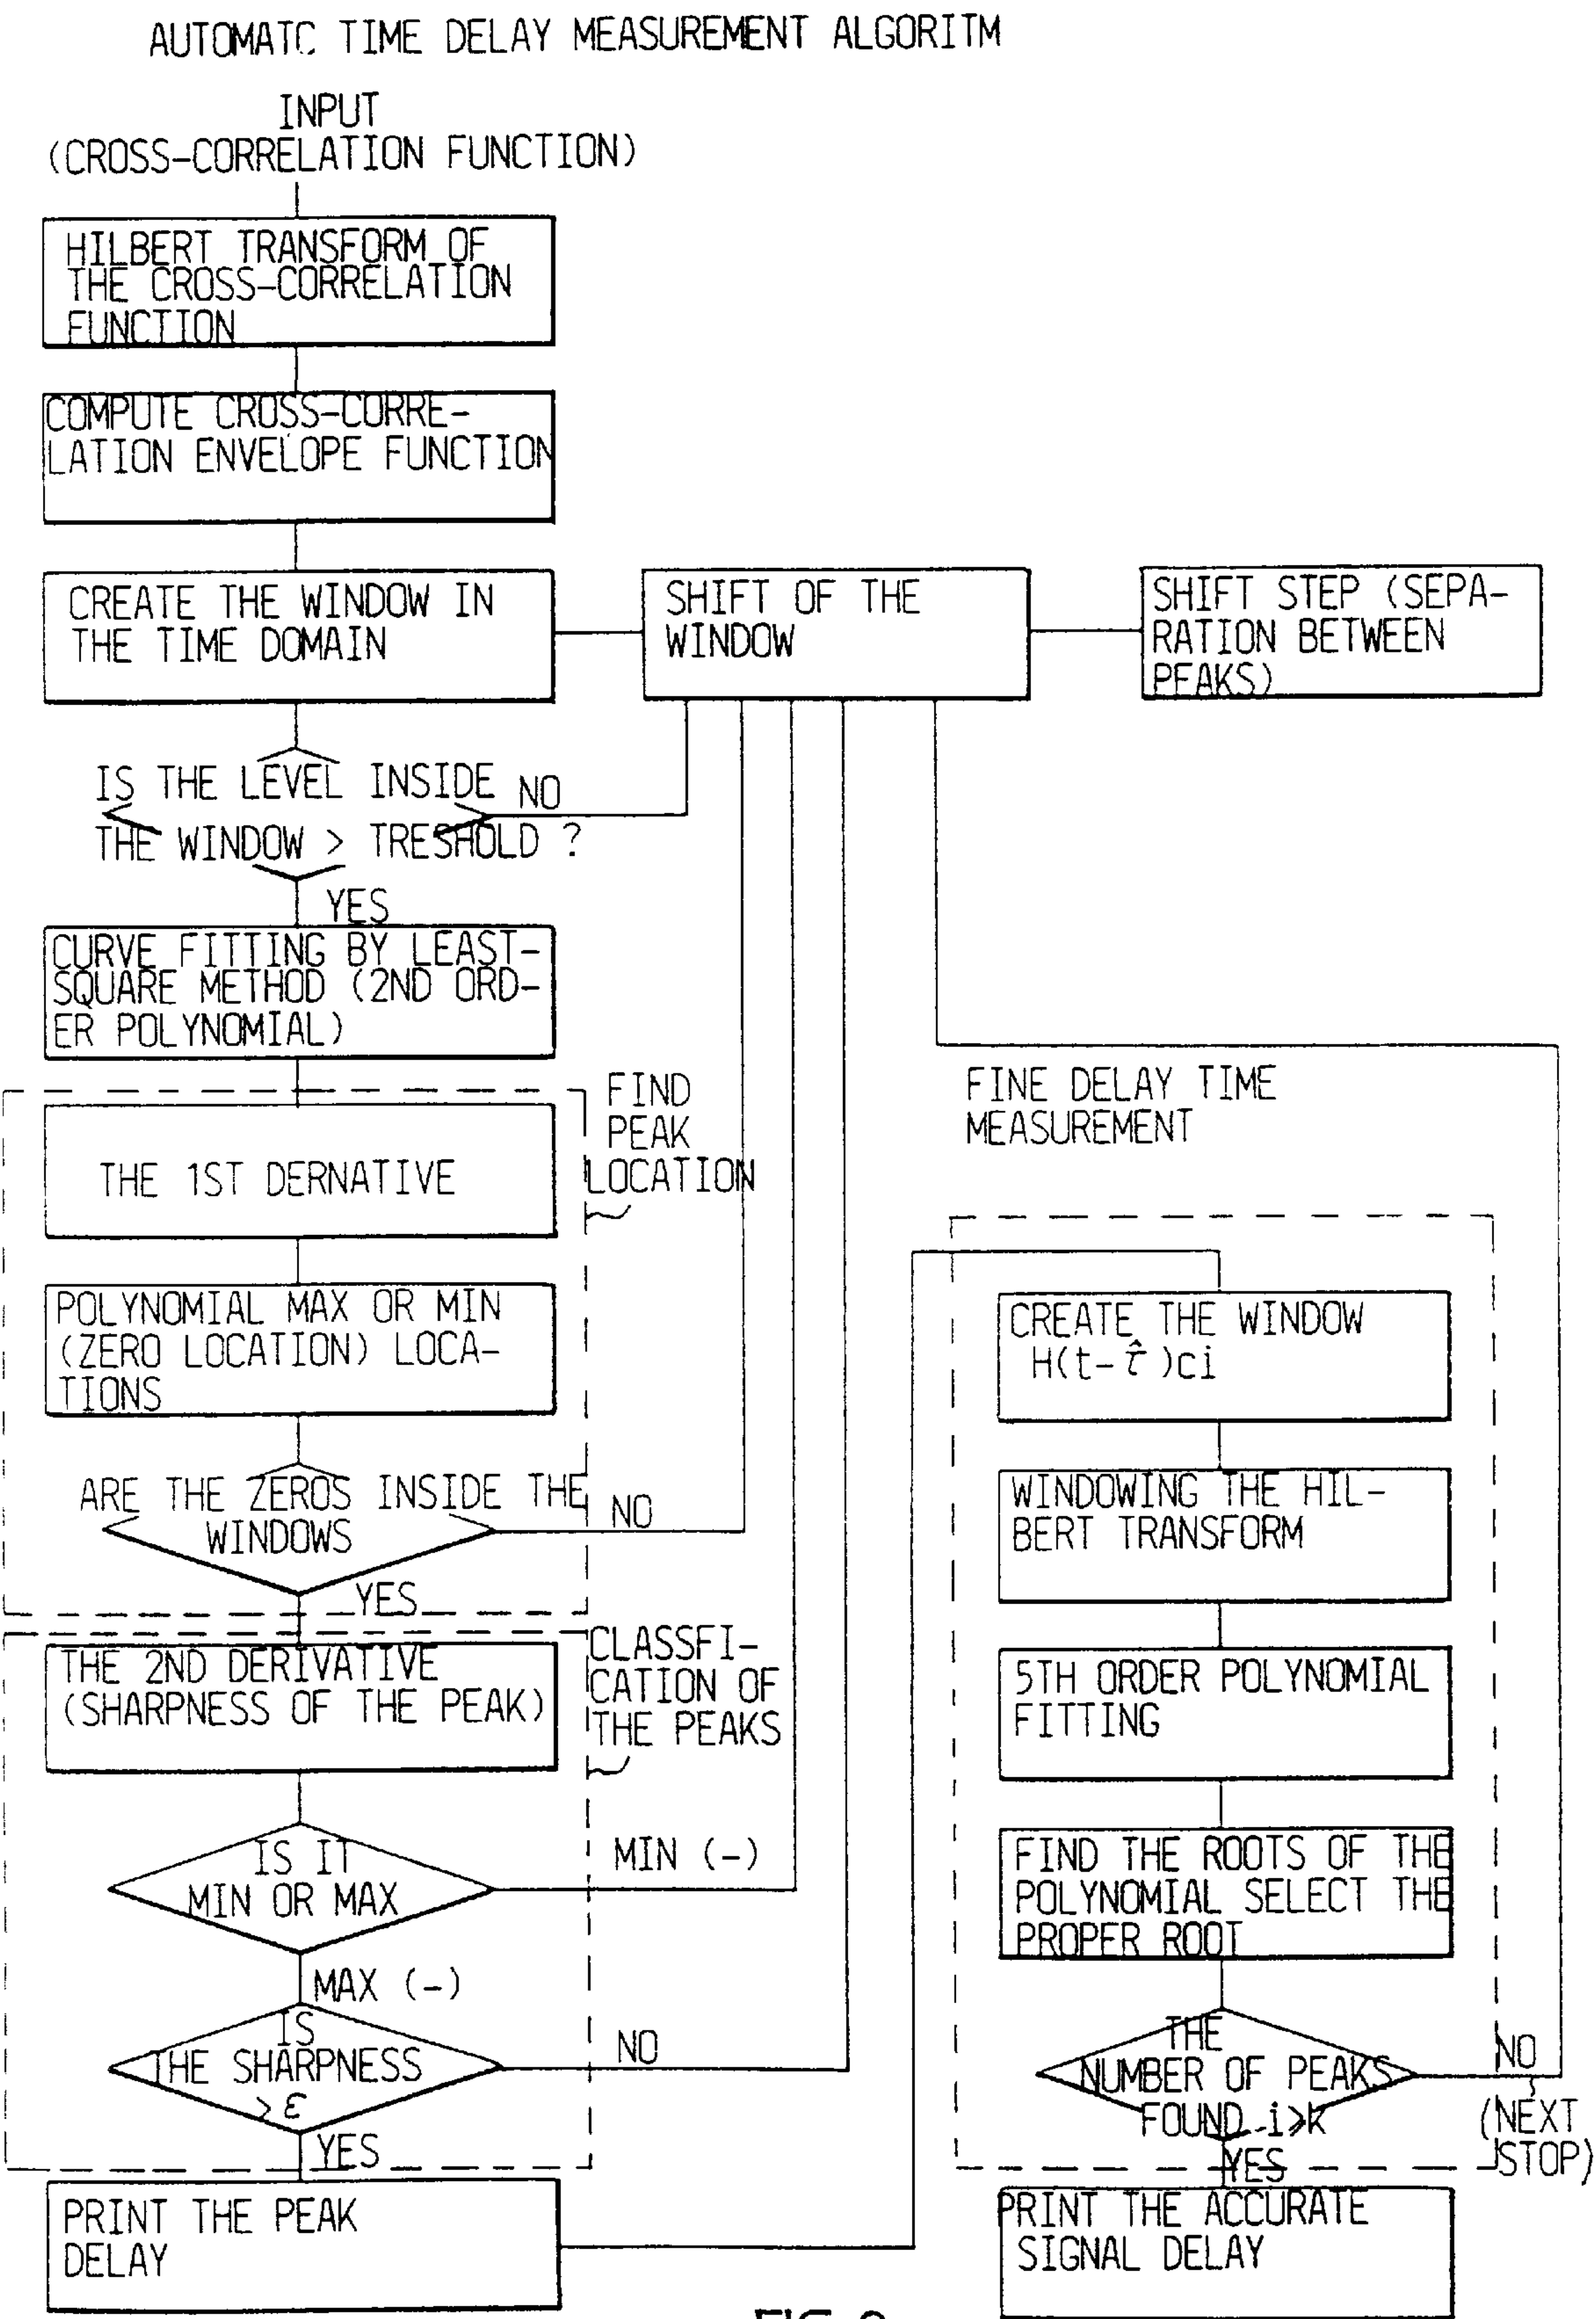 AUTOMATC TIME DELAY MEASUREMENT ALGORITM
INPUT
(CROSS-CORRELATION FUNCTION)
HILBERT TRANSFORM OF
THE CROSS-CORRELATION
FUNCTION
COMPUTE CROSS-CORRE-
LATION ENVELOPE FUNCTION
CREATE THE WINDOW IN
THE TIME DOMAIN
SHIFT OF THE
WINDOW
SHIFT STEP (SEPA-
RATION BETWEEN
PEAKS)
IS THE LEVEL INSIDE
THE WINDOW > TRESHOLD ?
NO
YES
CURVE FITTING BY LEAST-
SQUARE METHOD (2ND ORD-
ER POLYNOMIAL)
FIND
PEAK
LOCATION
THE 1ST DERNATIVE
POLYNOMIAL MAX OR MIN
(ZERO LOCATION) LOCA-
TIONS
ARE THE ZEROS INSIDE THE
WINDOWS
NO
YES
CLASSFI-
CATION OF
THE PEAKS
THE 2ND DERIVATIVE
(SHARPNESS OF THE PEAK)
IS IT
MIN OR MAX
MIN (-)
MAX (-)
IS
THE SHARPNESS
> ε
NO
YES
PRINT THE PEAK
DELAY
FINE DELAY TIME
MEASUREMENT
CREATE THE WINDOW
H(t-τ̂)ci
WINDOWING THE HIL-
BERT TRANSFORM
5TH ORDER POLYNOMIAL
FITTING
FIND THE ROOTS OF THE
POLYNOMIAL SELECT THE
PROPER ROOT
THE
NUMBER OF PEAKS
FOUND i>k
NO
(NEXT
STOP)
YES
PRINT THE ACCURATE
SIGNAL DELAY